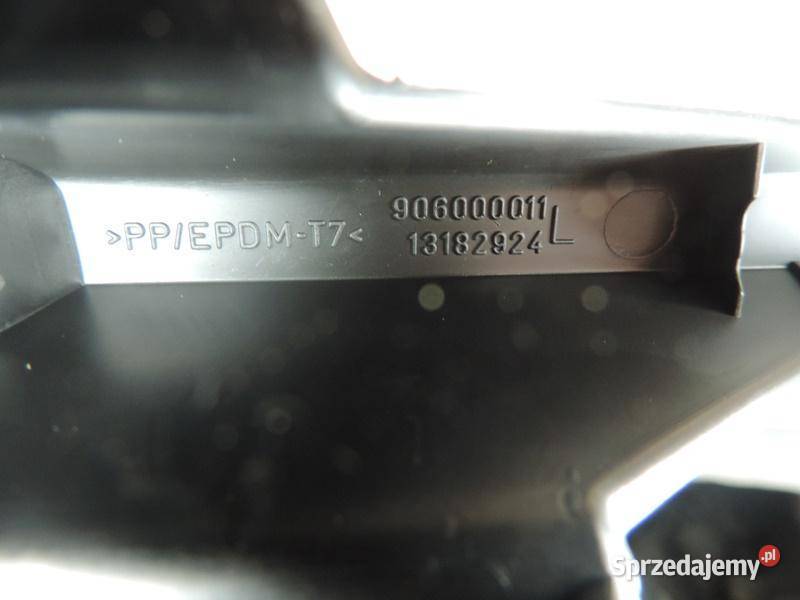 >PP/EPDM-T7<
906000011
13182924 L
Sprzedajemy.pl